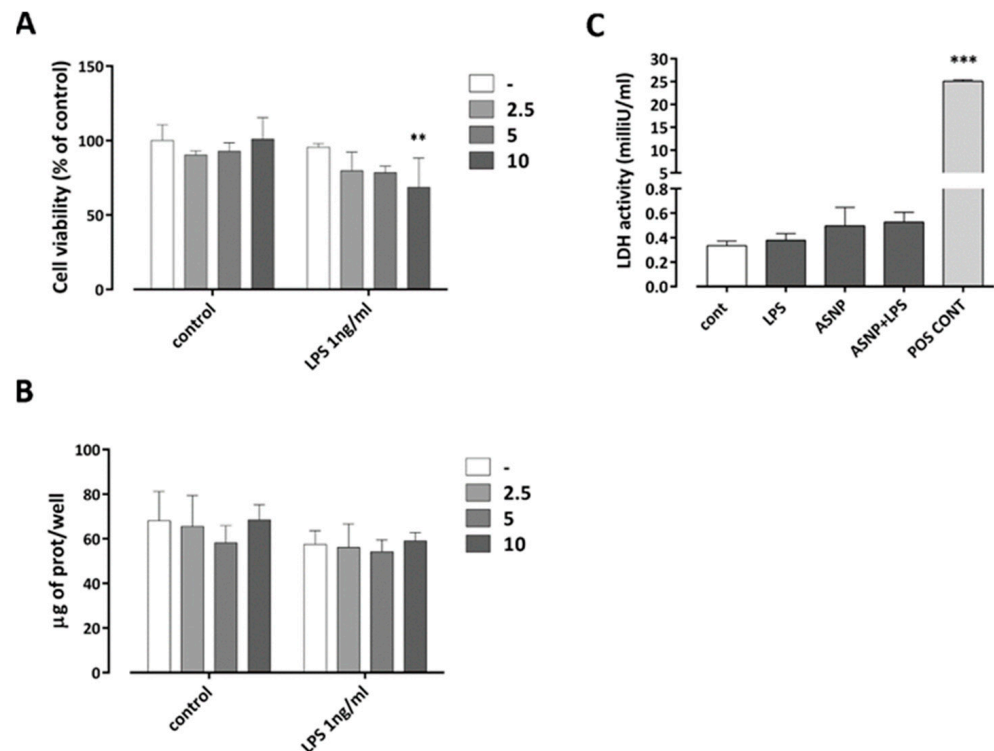 A
Cell viability (% of control)
150
100
50
0
control
LPS 1ng/ml
**
-
2.5
5
10
B
μg of prot/well
100
80
60
40
20
0
control
LPS 1ng/ml
-
2.5
5
10
C
LDH activity (milliU/ml)
30
25
20
15
10
5
0.8
0.6
0.4
0.2
0.0
***
cont
LPS
ASNP
ASNP+LPS
POS CONT